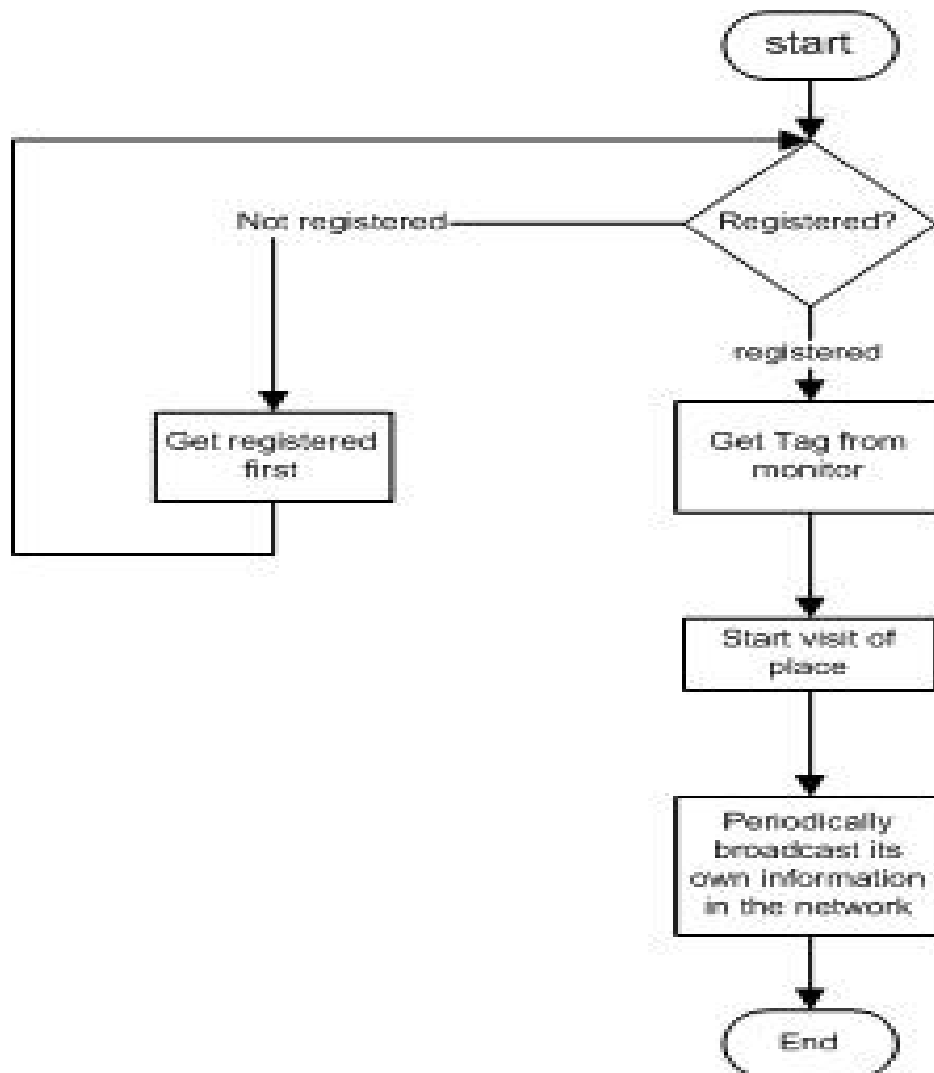 start
Registered?
Not registered
registered
Get registered
first
Get Tag from
monitor
Start visit of
place
Periodically
broadcast its
own information
in the network
End